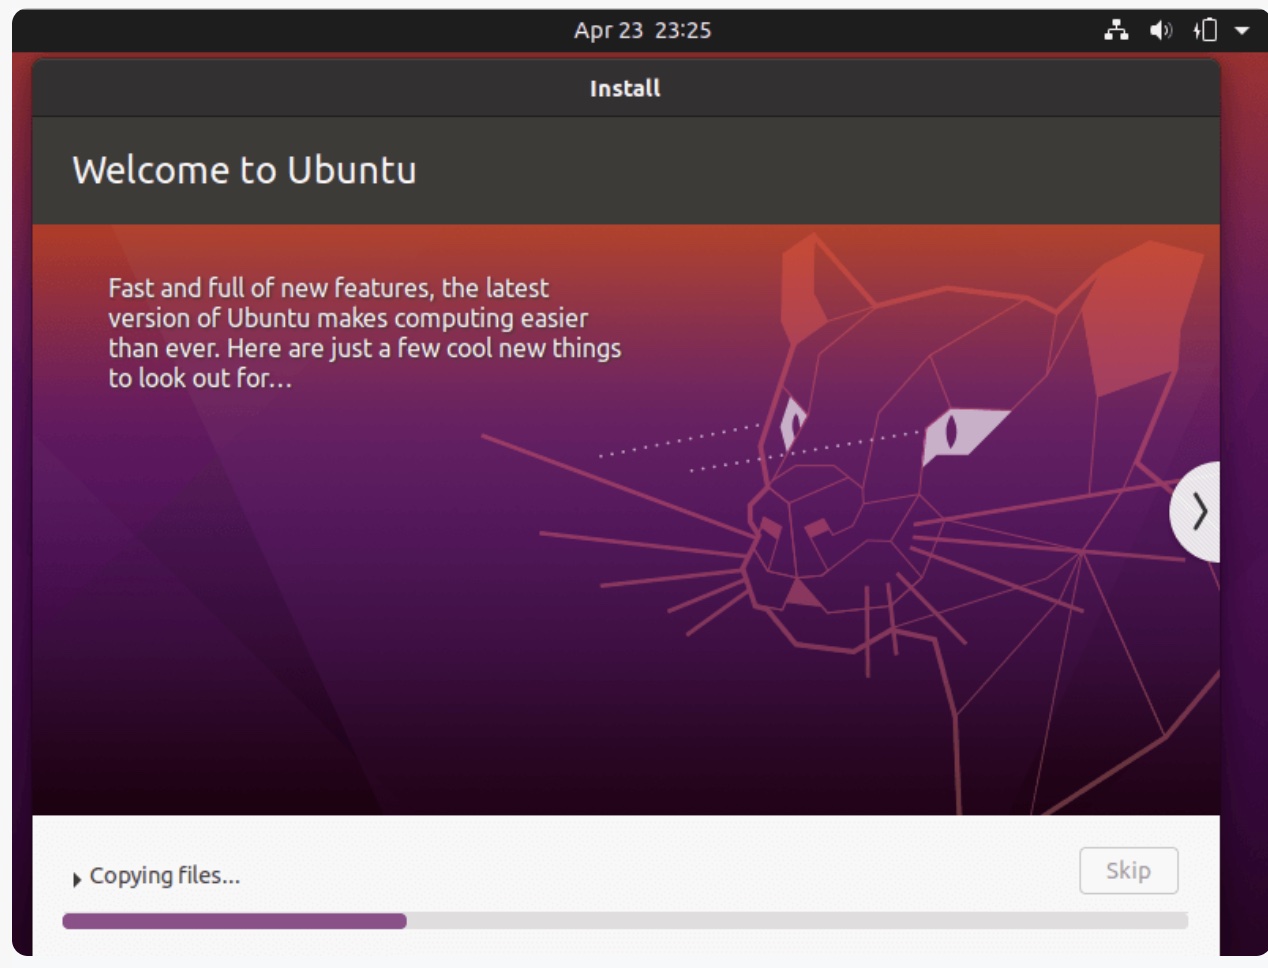 Apr 23 23:25
Install
Welcome to Ubuntu
Fast and full of new features, the latest
version of Ubuntu makes computing easier
than ever. Here are just a few cool new things
to look out for...
Copying files...
Skip